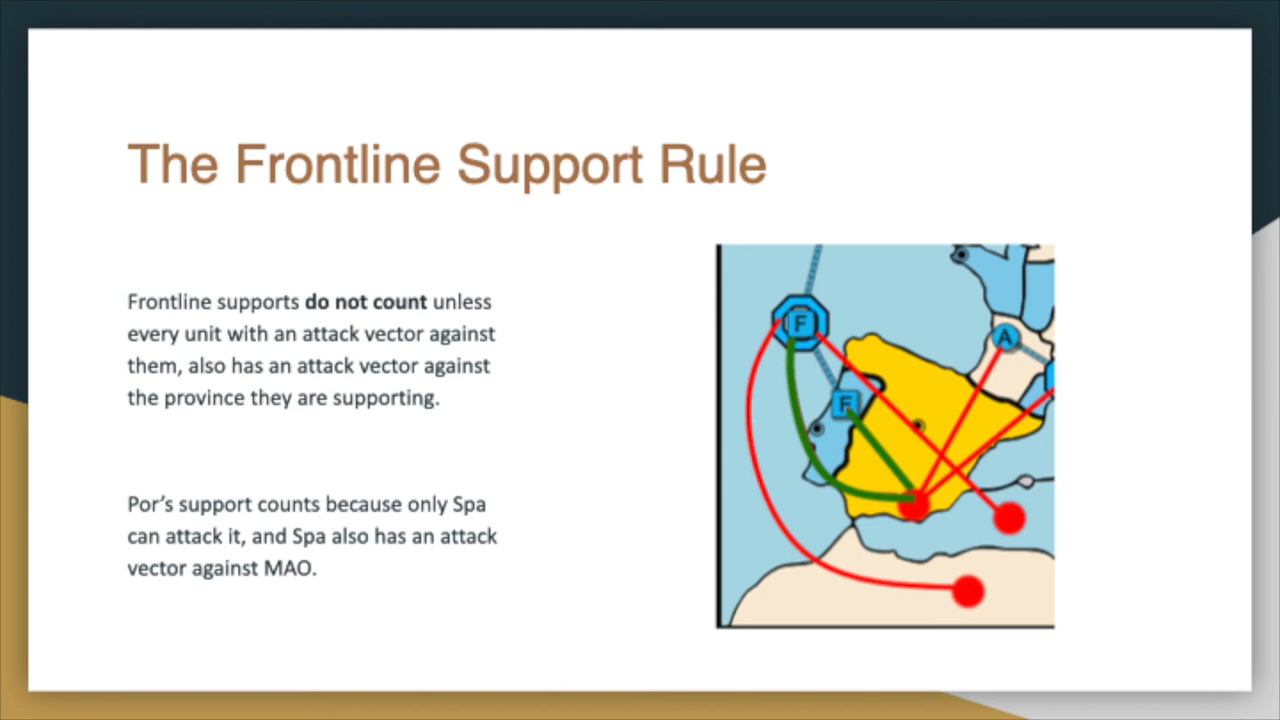 The Frontline Support Rule
Frontline supports do not count unless
every unit with an attack vector against
them, also has an attack vector against
the province they are supporting.
Por’s support counts because only Spa
can attack it, and Spa also has an attack
vector against MAO.
F
A
F